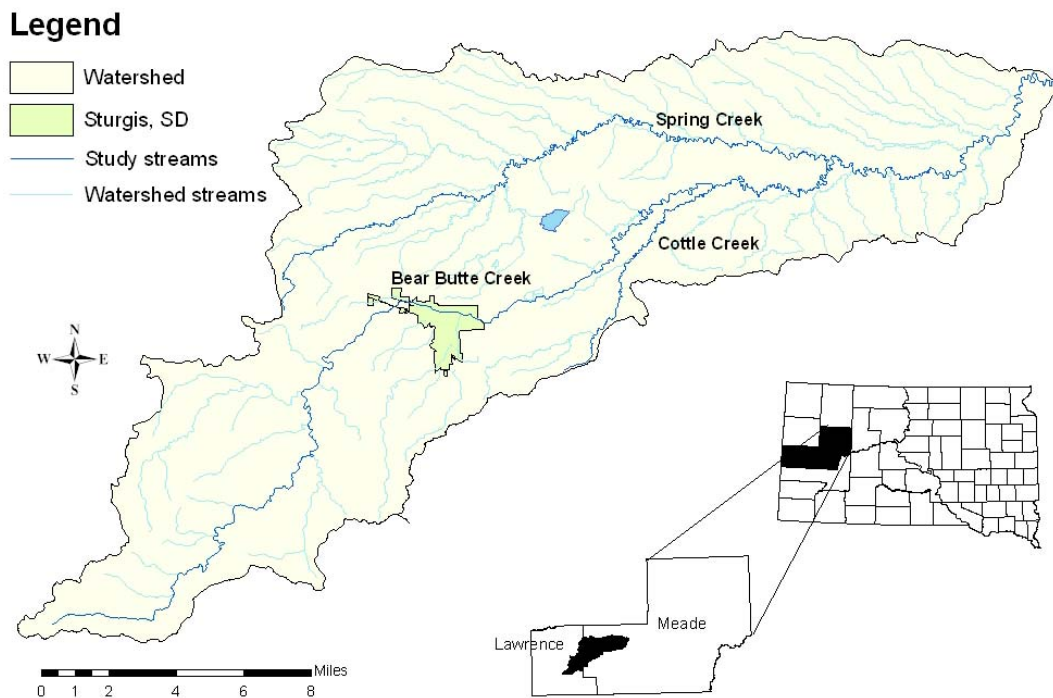 Legend
Watershed
Sturgis, SD
Study streams
Watershed streams
Spring Creek
Cottle Creek
Bear Butte Creek
N
W E
S
Lawrence
Meade
Miles
0 1 2 4 6 8